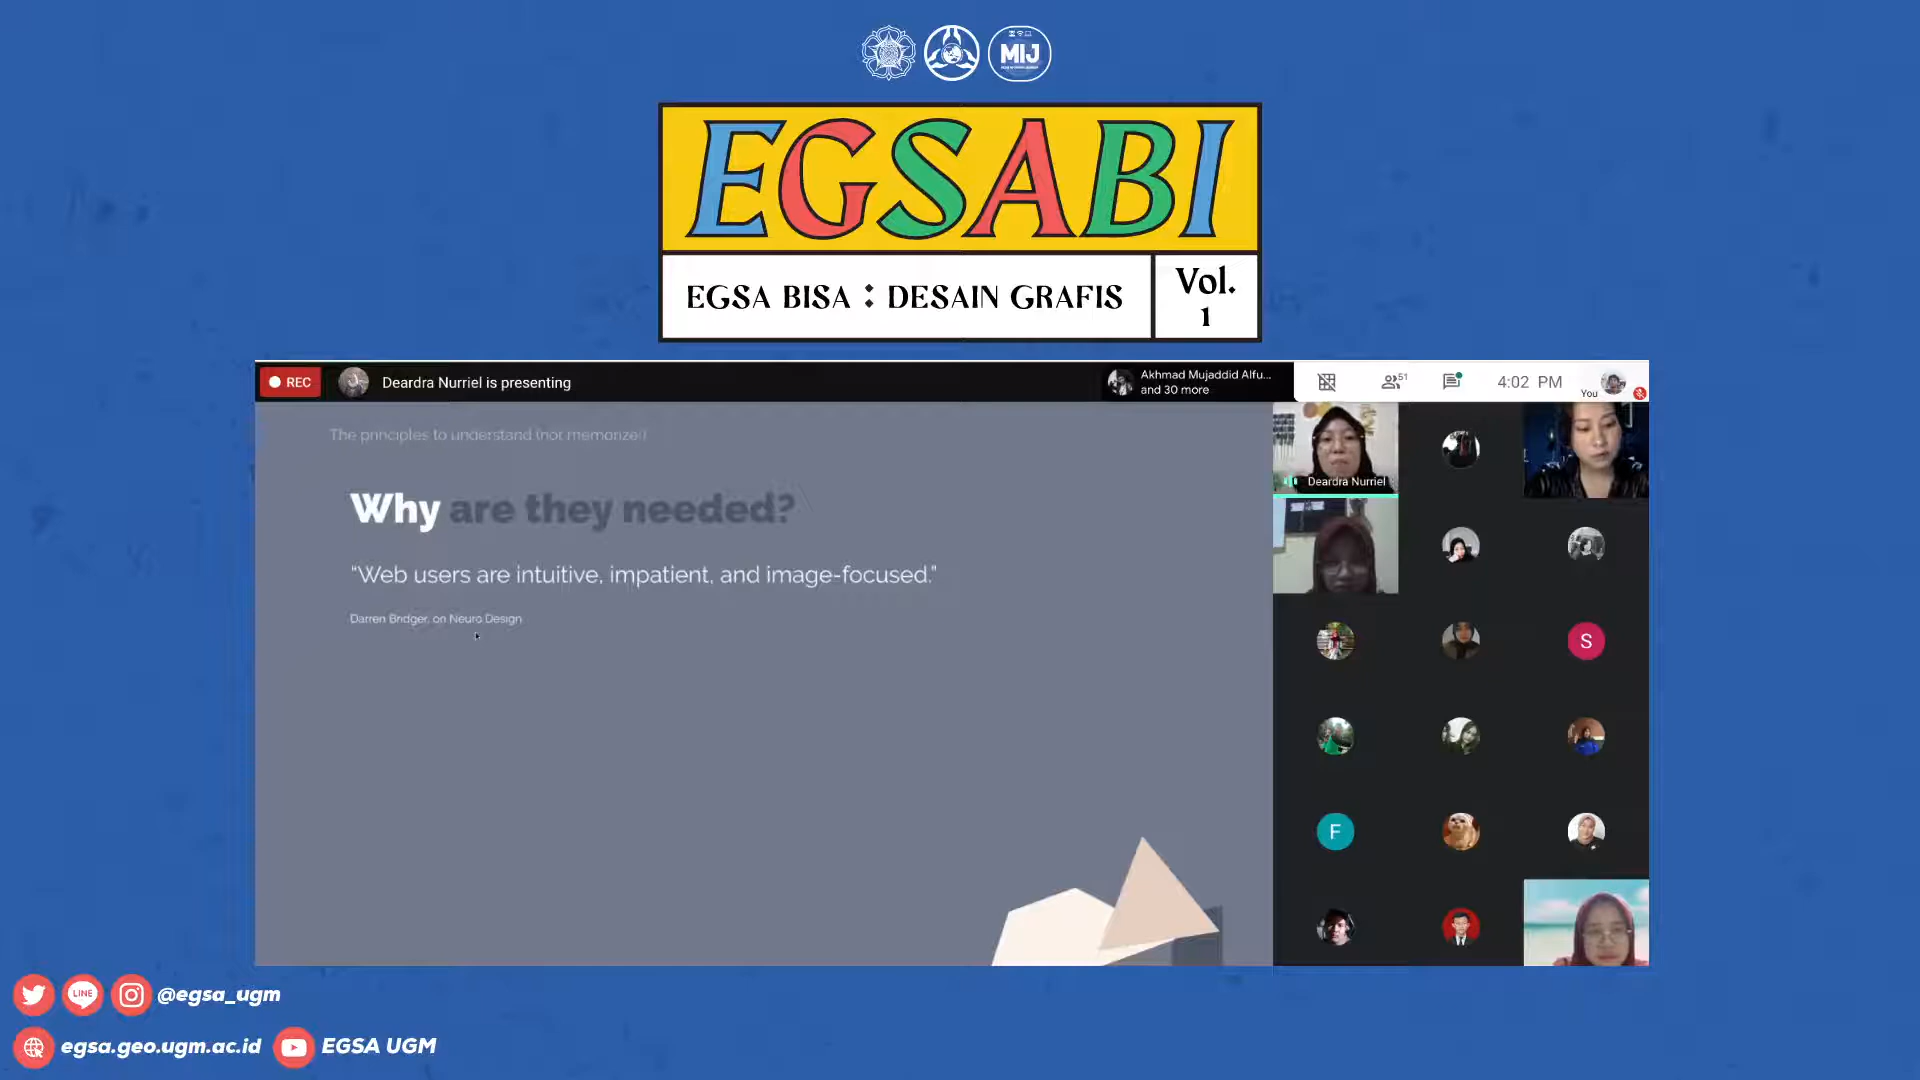 MIJ
EGSABI
EGSA BISA : DESAIN GRAFIS
Vol.
1
REC
Deardra Nurriel is presenting
Akhmad Mujaddid Alfu...
and 30 more
51
4:02 PM
You
The principles to understand (not memorize!)
Why are they needed?
“Web users are intuitive, impatient, and image-focused.”
Darren Bridger, on Neuro Design
Deardra Nurriel
S
F
LINE
@egsa_ugm
egsa.geo.ugm.ac.id
EGSA UGM